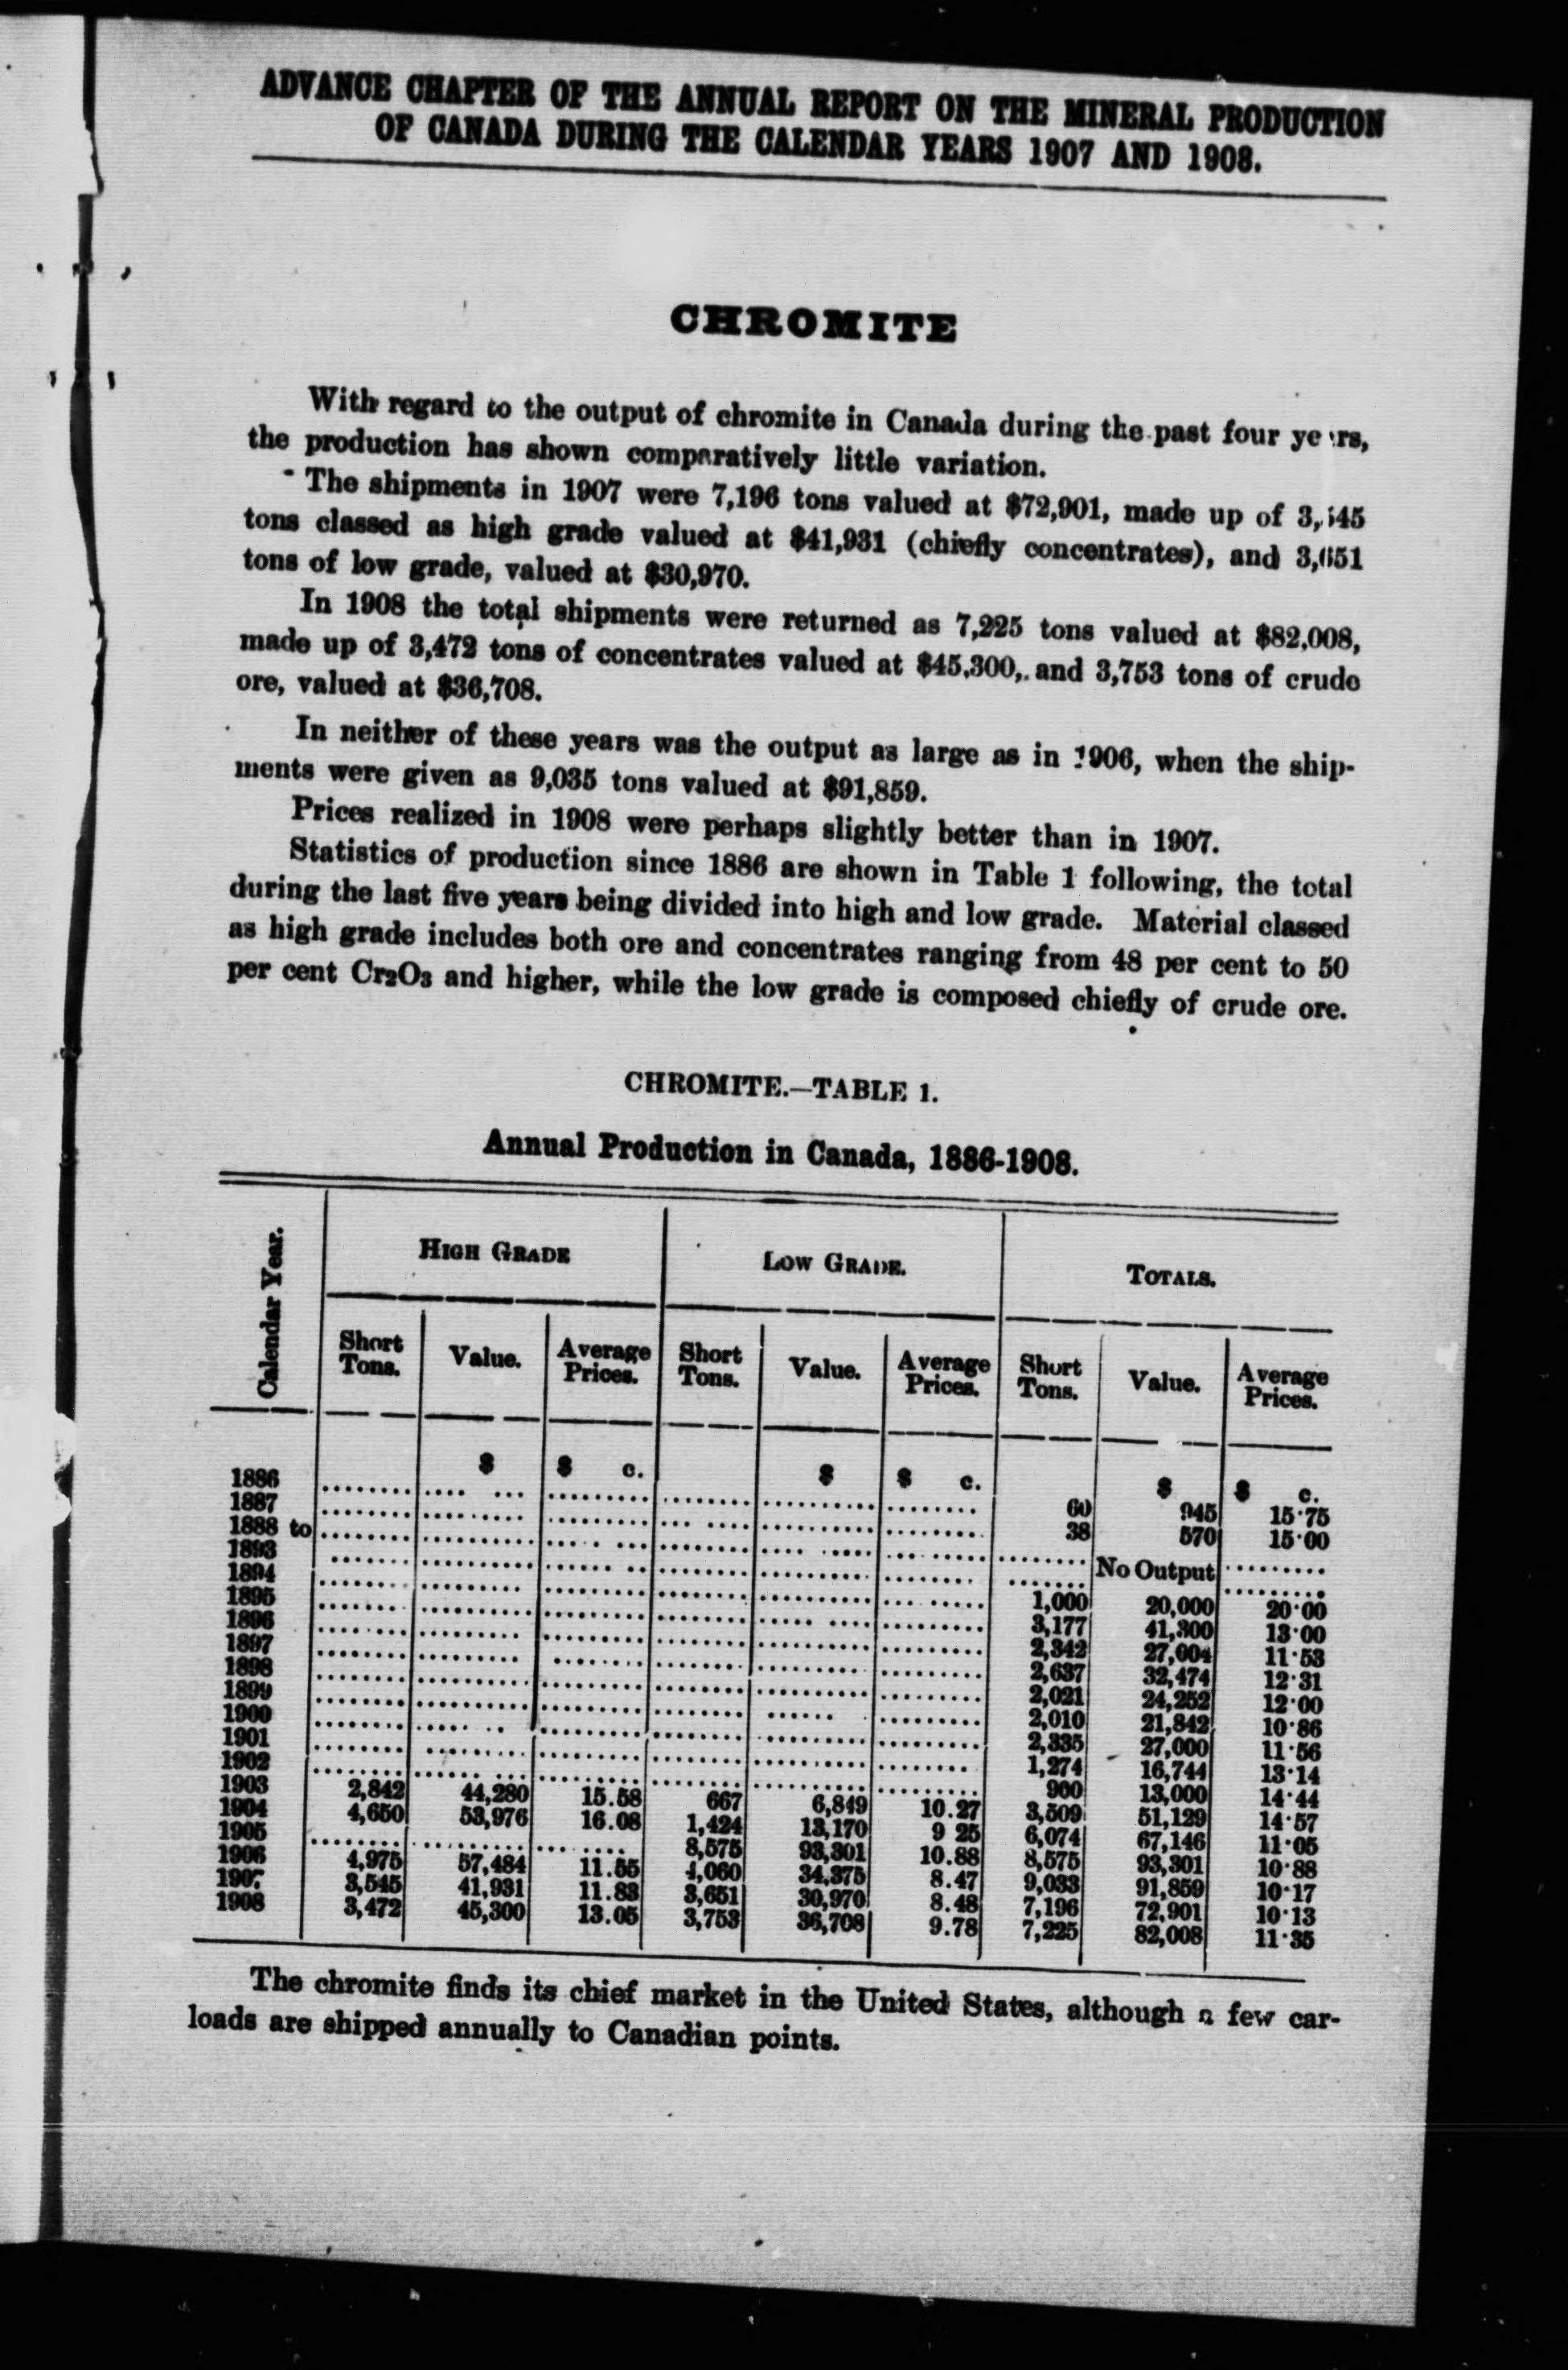 ADVANCE CHAPTER OF THE ANNUAL REPORT ON THE MINERAL PRODUCTION
OF CANADA DURING THE CALENDAR YEARS 1907 AND 1908.
CHROMITE
With regard to the output of chromite in Canada during the past four years,
the production has shown comparatively little variation.
The shipments in 1907 were 7,196 tons valued at $72,901, made up of 3,545
tons classed as high grade valued at $41,931 (chiefly concentrates), and 3,651
tons of low grade, valued at $30,970.
In 1908 the total shipments were returned as 7,225 tons valued at $82,008,
made up of 3,472 tons of concentrates valued at $45,300, and 3,753 tons of crude
ore, valued at $36,708.
In neither of these years was the output as large as in 1906, when the ship-
ments were given as 9,035 tons valued at $91,859.
Prices realized in 1908 were perhaps slightly better than in 1907.
Statistics of production since 1886 are shown in Table 1 following, the total
during the last five years being divided into high and low grade. Material classed
as high grade includes both ore and concentrates ranging from 48 per cent to 50
per cent Cr2O3 and higher, while the low grade is composed chiefly of crude ore.
CHROMITE.—TABLE 1.
Annual Production in Canada, 1886-1908.
Calendar Year. HIGH GRADE LOW GRADE. TOTALS.
Short Tons. Value. Average Prices. Short Tons. Value. Average Prices. Short Tons. Value. Average Prices.
$ $ c. $ $ c. $ $ c.
1886 60 945 15·75
1887 38 570 15·00
1888 to No Output
1893
1894 1,000 20,000 20·00
1895 3,177 41,300 13·00
1896 2,342 27,004 11·53
1897 2,637 32,474 12·31
1898 2,021 24,252 12·00
1899 2,010 21,842 10·86
1900 2,335 27,000 11·56
1901 1,274 16,744 13·14
1902 900 13,000 14·44
1903 2,842 44,280 15.58 667 6,849 10.27 3,509 51,129 14·57
1904 4,650 53,976 16.08 1,424 13,170 9 25 6,074 67,146 11·05
1905 8,575 93,301 10.88 8,575 93,301 10·88
1906 4,975 57,484 11.55 4,060 34,375 8.47 9,033 91,859 10·17
1907 3,545 41,931 11.83 3,651 30,970 8.48 7,196 72,901 10·13
1908 3,472 45,300 13.05 3,753 36,708 9.78 7,225 82,008 11·35
The chromite finds its chief market in the United States, although a few car-
loads are shipped annually to Canadian points.